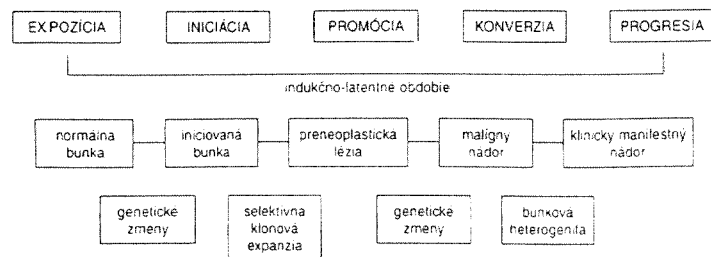 EXPOZÍCIA INICIÁCIA PROMÓCIA KONVERZIA PROGRESIA
indukčno-latentné obdobie
normálna iniciovaná preneoplastická malígny klinicky manifestný
bunka bunka lézia nádor nádor
genetické selektívna genetické bunková
zmeny klonová zmeny heterogenita
expanzia